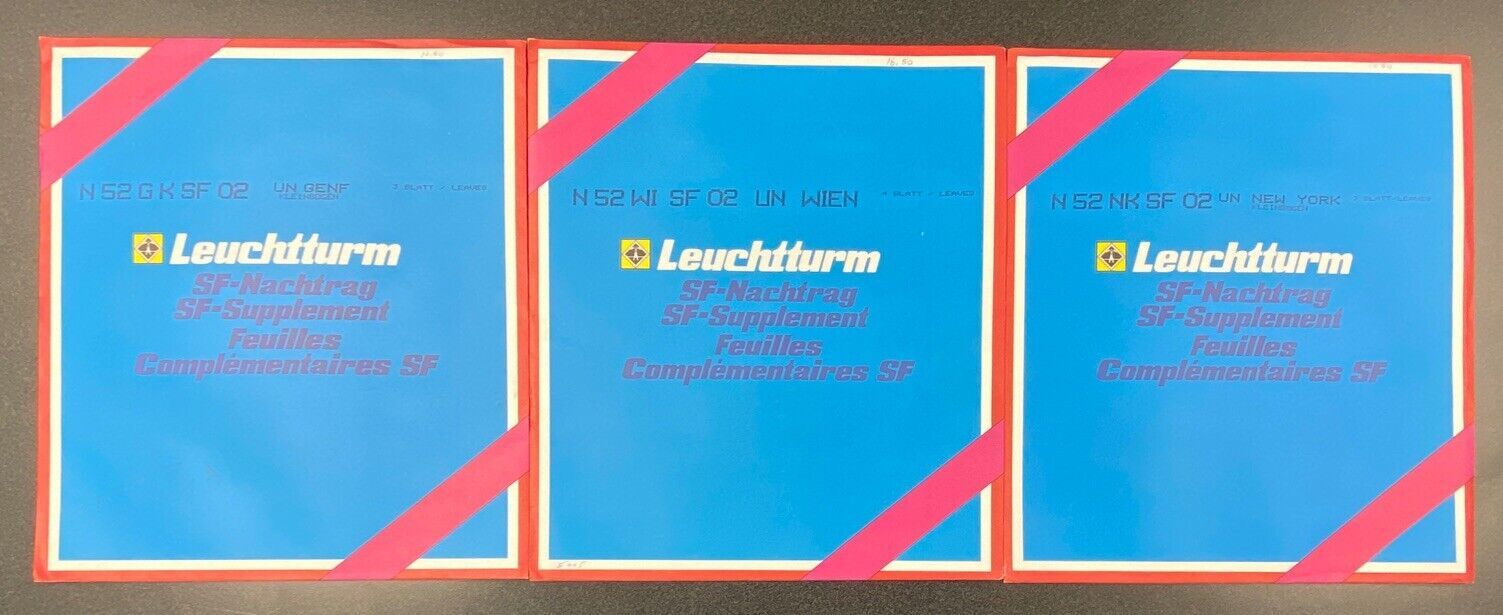 N 52 G K SF 02 UN GENF 3 BLATT / LEAVES
KLEINBOGEN
Leuchtturm
SF-Nachtrag
SF-Supplement
Feuilles
Complémentaires SF
16.50
N 52 WI SF 02 UN WIEN 4 BLATT / LEAVES
Leuchtturm
SF-Nachtrag
SF-Supplement
Feuilles
Complémentaires SF
N 52 NK SF 02 UN NEW YORK 3 BLATT-LEAVES
KLEINBOGEN
Leuchtturm
SF-Nachtrag
SF-Supplement
Feuilles
Complémentaires SF